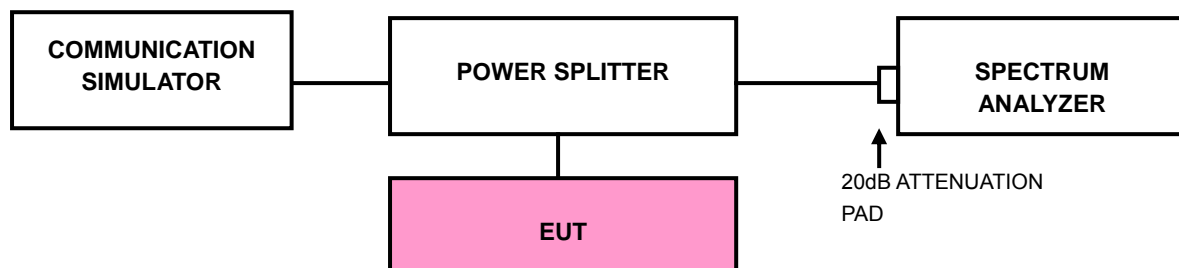 COMMUNICATION
SIMULATOR
POWER SPLITTER
SPECTRUM
ANALYZER
20dB ATTENUATION
PAD
EUT